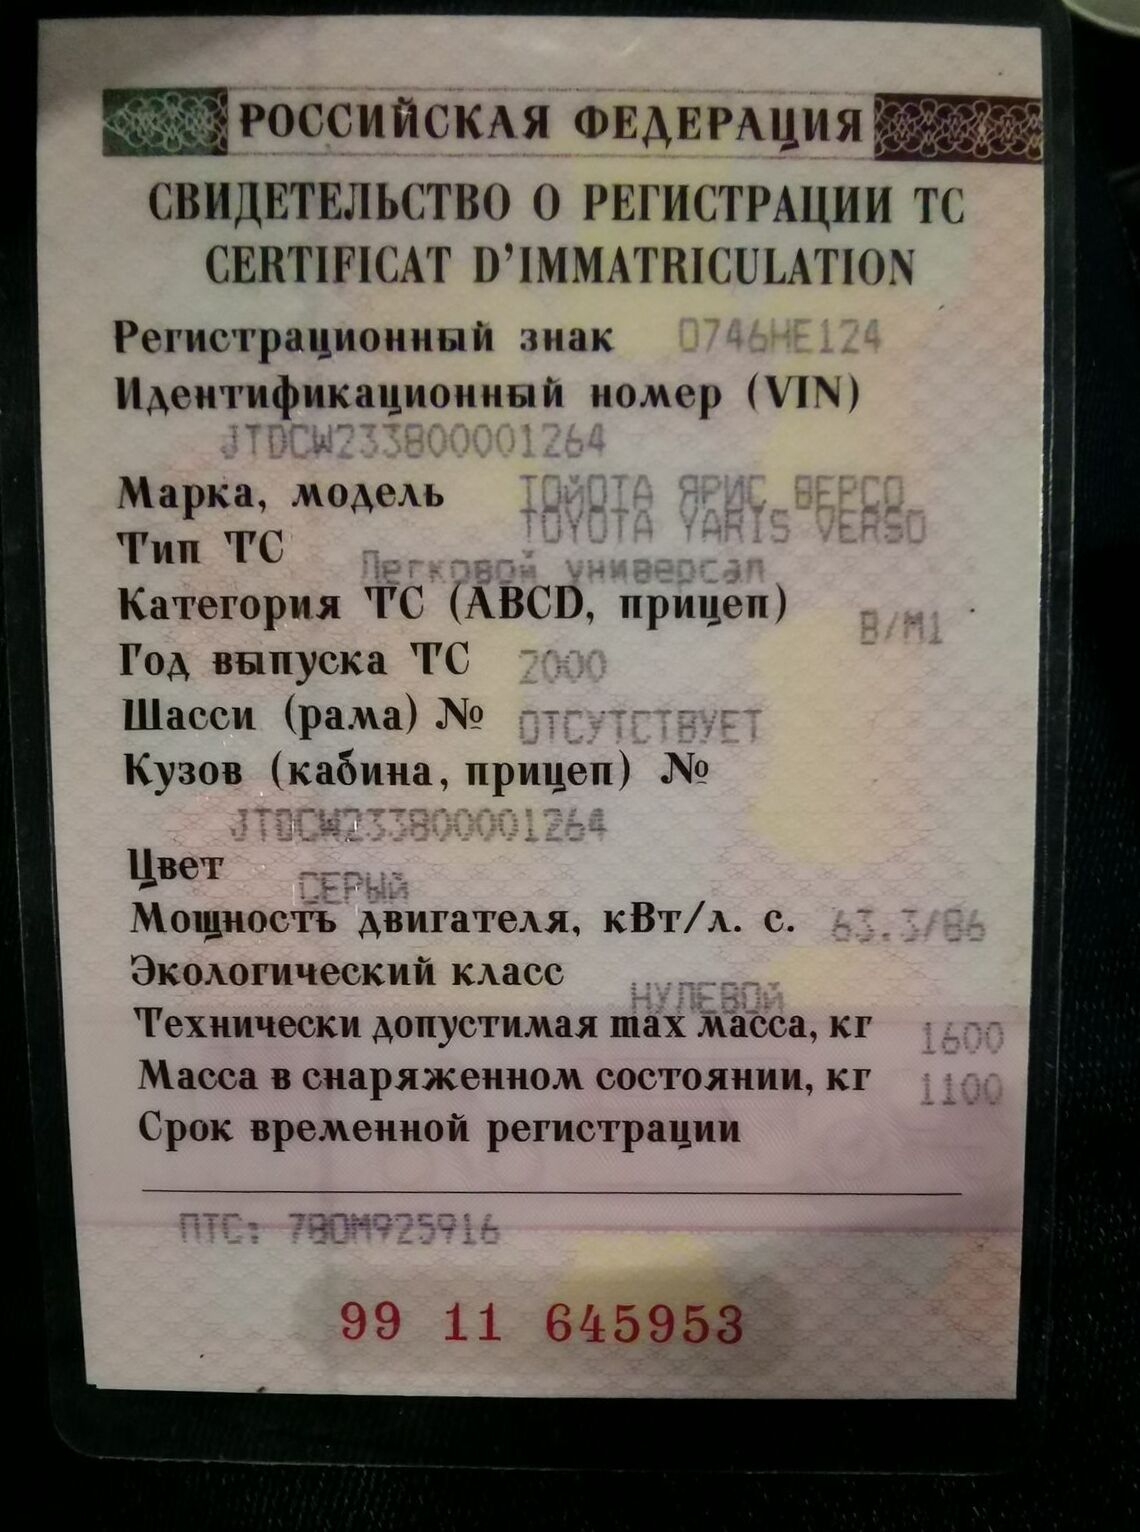 РОССИЙСКАЯ ФЕДЕРАЦИЯ
СВИДЕТЕЛЬСТВО О РЕГИСТРАЦИИ ТС
CERTIFICAT D'IMMATRICULATION
Регистрационный знак О746НЕ124
Идентификационный номер (VIN)
JTDCW233800001264
Марка, модель ТОЙОТА ЯРИС ВЕРСО
TOYOTA YARIS VERSO
Тип ТС Легковой универсал
Категория ТС (ABCD, прицеп) B/M1
Год выпуска ТС 2000
Шасси (рама) № ОТСУТСТВУЕТ
Кузов (кабина, прицеп) №
JTDCW233800001264
Цвет СЕРЫЙ
Мощность двигателя, кВт/л. с. 63.3/86
Экологический класс НУЛЕВОЙ
Технически допустимая max масса, кг 1600
Масса в снаряженном состоянии, кг 1100
Срок временной регистрации
ПТС: 78ОМ925916
99 11 645953